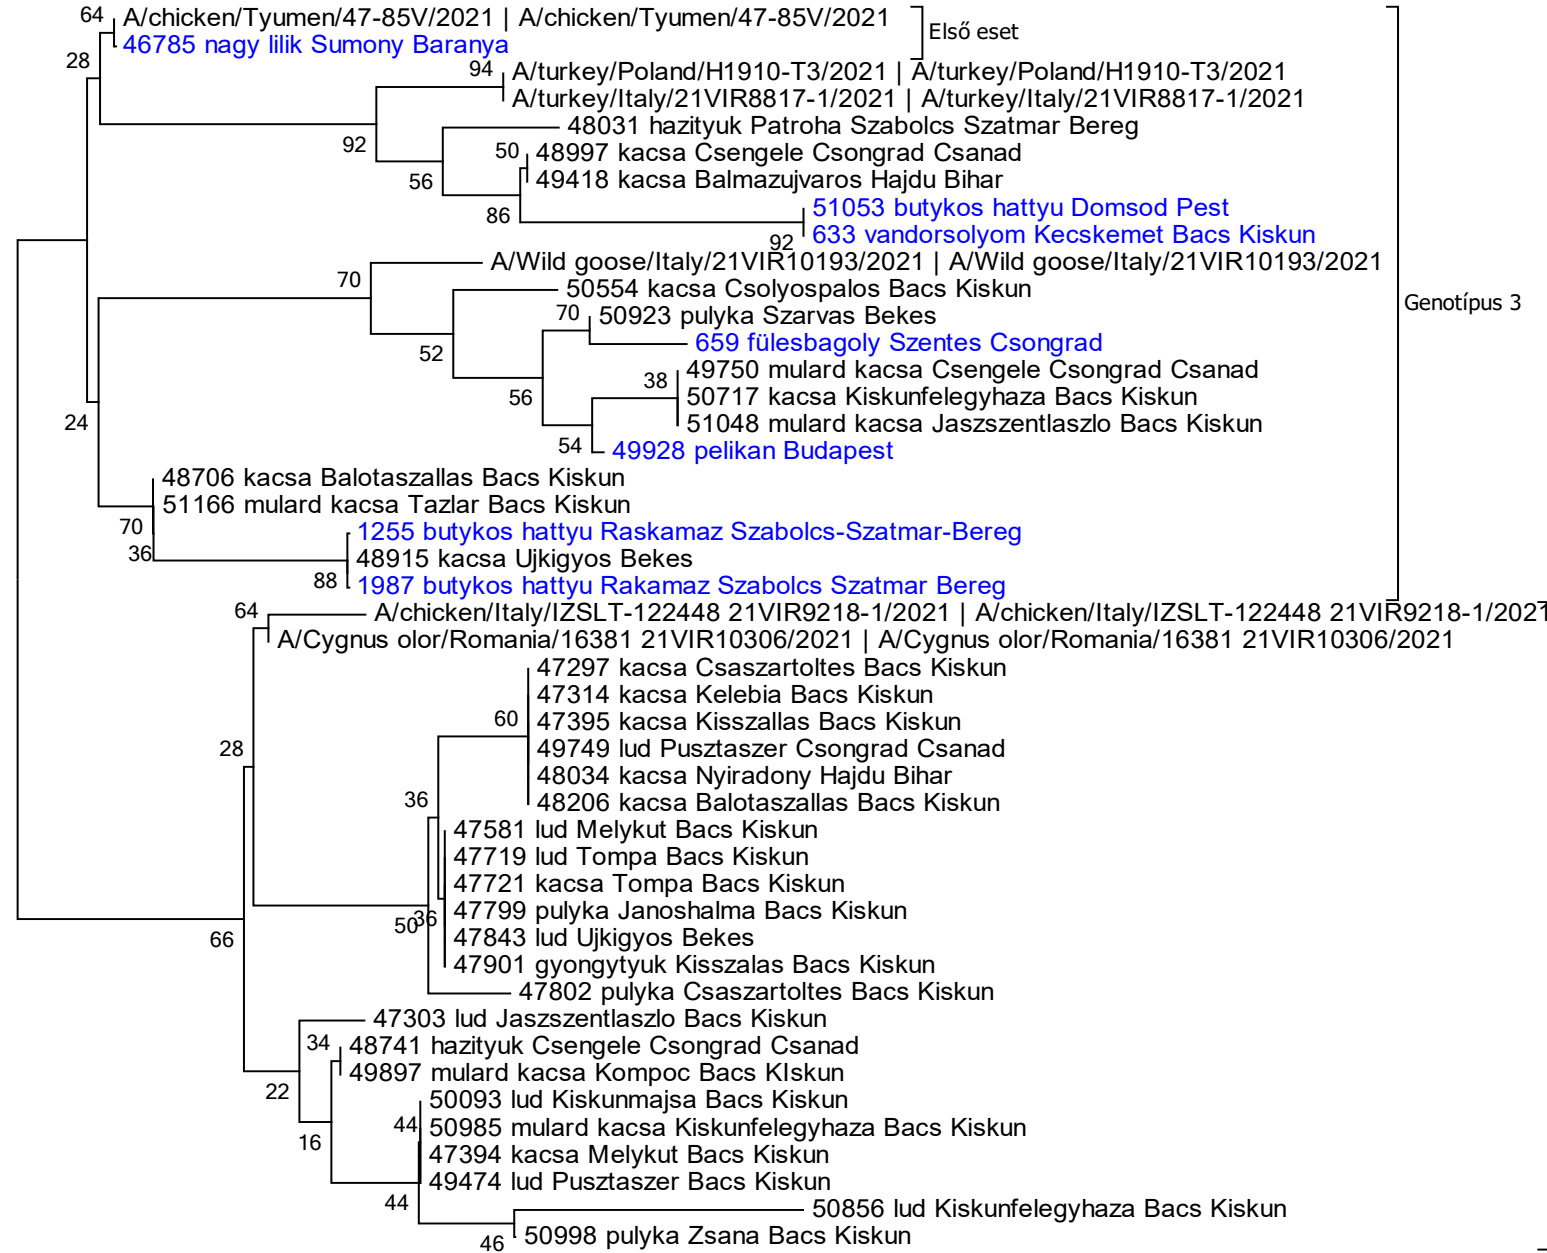 64
A/chicken/Tyumen/47-85V/2021 | A/chicken/Tyumen/47-85V/2021
Első eset
46785 nagy lilik Sumony Baranya
28
94
A/turkey/Poland/H1910-T3/2021 | A/turkey/Poland/H1910-T3/2021
A/turkey/Italy/21VIR8817-1/2021 | A/turkey/Italy/21VIR8817-1/2021
48031 hazityuk Patroha Szabolcs Szatmar Bereg
92
50
48997 kacsa Csengele Csongrad Csanad
56
49418 kacsa Balmazujvaros Hajdu Bihar
51053 butykos hattyu Domsod Pest
86
633 vandorsolyom Kecskemet Bacs Kiskun
92
A/Wild goose/Italy/21VIR10193/2021 | A/Wild goose/Italy/21VIR10193/2021
70
50554 kacsa Csolyospalos Bacs Kiskun
Genotípus 3
70
50923 pulyka Szarvas Bekes
659 fülesbagoly Szentes Csongrad
52
49750 mulard kacsa Csengele Csongrad Csanad
38
50717 kacsa Kiskunfelegyhaza Bacs Kiskun
56
51048 mulard kacsa Jaszszentlaszlo Bacs Kiskun
24
54
49928 pelikan Budapest
48706 kacsa Balotaszallas Bacs Kiskun
51166 mulard kacsa Tazlar Bacs Kiskun
70
1255 butykos hattyu Raskamaz Szabolcs-Szatmar-Bereg
36
48915 kacsa Ujkigyos Bekes
88
1987 butykos hattyu Rakamaz Szabolcs Szatmar Bereg
64
A/chicken/Italy/IZSLT-122448 21VIR9218-1/2021 | A/chicken/Italy/IZSLT-122448 21VIR9218-1/2021
A/Cygnus olor/Romania/16381 21VIR10306/2021 | A/Cygnus olor/Romania/16381 21VIR10306/2021
47297 kacsa Csaszartoltes Bacs Kiskun
47314 kacsa Kelebia Bacs Kiskun
60
47395 kacsa Kisszallas Bacs Kiskun
28
49749 lud Pusztaszer Csongrad Csanad
48034 kacsa Nyiradony Hajdu Bihar
36
48206 kacsa Balotaszallas Bacs Kiskun
47581 lud Melykut Bacs Kiskun
47719 lud Tompa Bacs Kiskun
47721 kacsa Tompa Bacs Kiskun
47799 pulyka Janoshalma Bacs Kiskun
50
36
66
47843 lud Ujkigyos Bekes
47901 gyongytyuk Kisszalas Bacs Kiskun
47802 pulyka Csaszartoltes Bacs Kiskun
47303 lud Jaszszentlaszlo Bacs Kiskun
34
48741 hazityuk Csengele Csongrad Csanad
49897 mulard kacsa Kompoc Bacs KIskun
22
50093 lud Kiskunmajsa Bacs Kiskun
44
50985 mulard kacsa Kiskunfelegyhaza Bacs Kiskun
16
47394 kacsa Melykut Bacs Kiskun
49474 lud Pusztaszer Bacs Kiskun
44
50856 lud Kiskunfelegyhaza Bacs Kiskun
46
50998 pulyka Zsana Bacs Kiskun